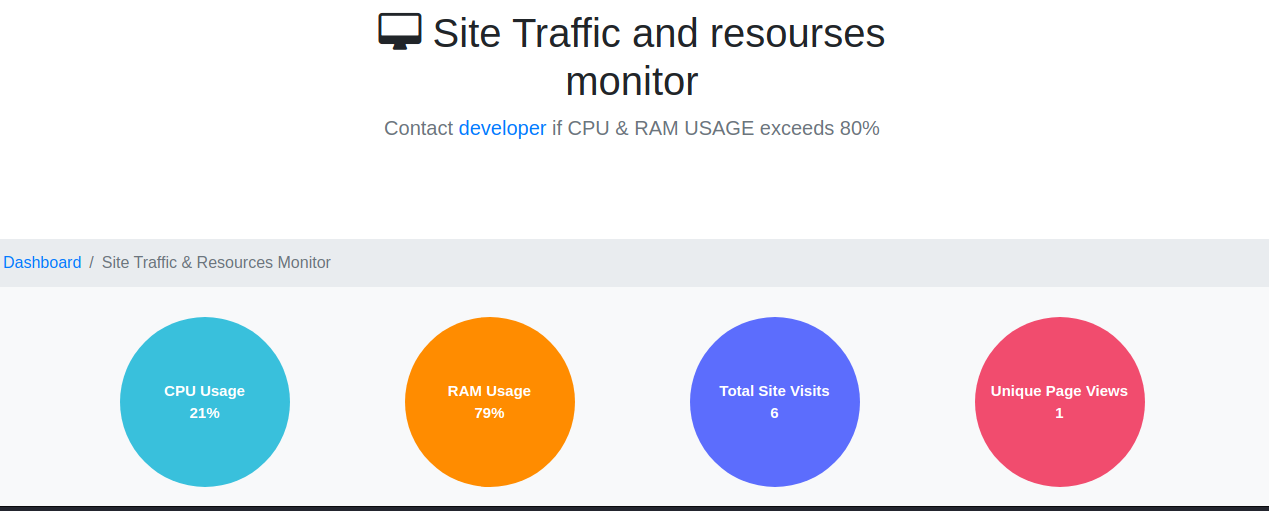 Site Traffic and resourses
monitor
Contact developer if CPU & RAM USAGE exceeds 80%
Dashboard / Site Traffic & Resources Monitor
CPU Usage
21%
RAM Usage
79%
Total Site Visits
6
Unique Page Views
1